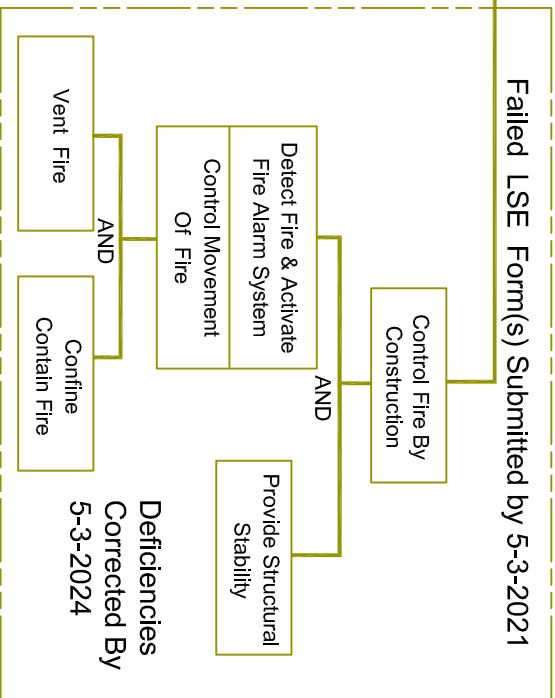 Failed LSE Form(s) Submitted by 5-3-2021
Control Fire By
Construction
AND
Detect Fire & Activate
Fire Alarm System
Control Movement
Of Fire
Provide Structural
Stability
AND
Vent Fire
Confine
Contain Fire
Deficiencies
Corrected By
5-3-2024